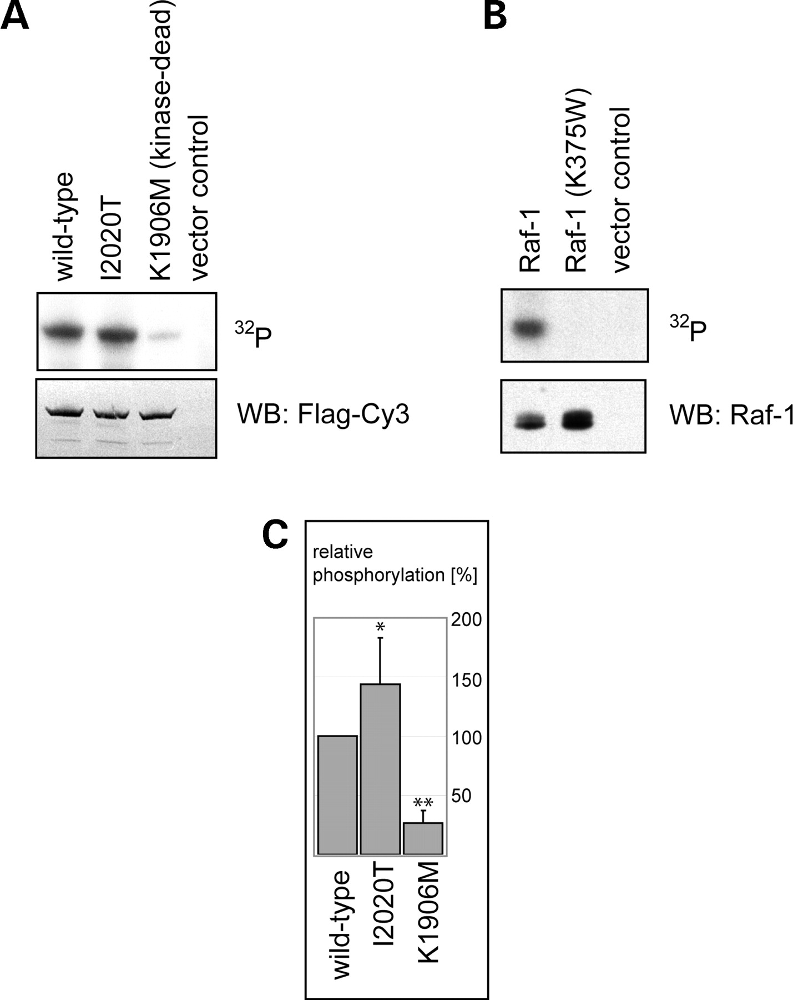 A
wild-type
I2020T
K1906M (kinase-dead)
vector control
32P
WB: Flag-Cy3
B
Raf-1
Raf-1 (K375W)
vector control
32P
WB: Raf-1
C
relative
phosphorylation [%]
200
*
150
100
50
**
wild-type
I2020T
K1906M